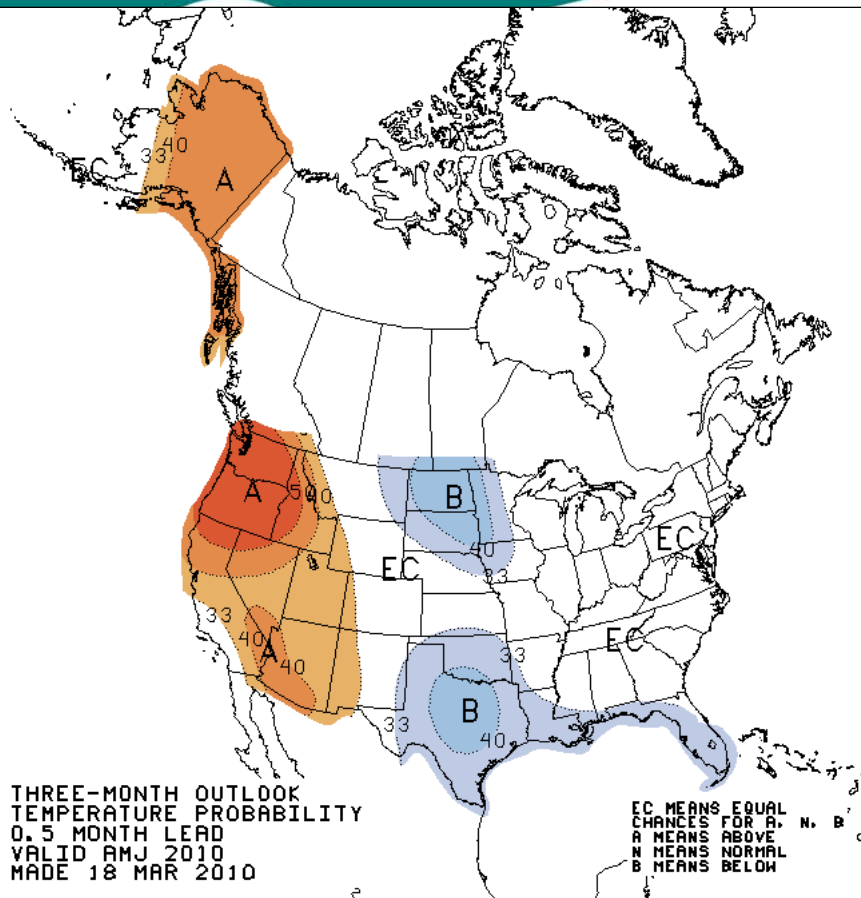 33
40
EC
A
A
50
40
B
40
33
EC
EC
EC
33
40
A
40
33
33
B
40
THREE-MONTH OUTLOOK
TEMPERATURE PROBABILITY
0.5 MONTH LEAD
VALID AMJ 2010
MADE 18 MAR 2010
EC MEANS EQUAL
CHANCES FOR A, N, B
A MEANS ABOVE
N MEANS NORMAL
B MEANS BELOW